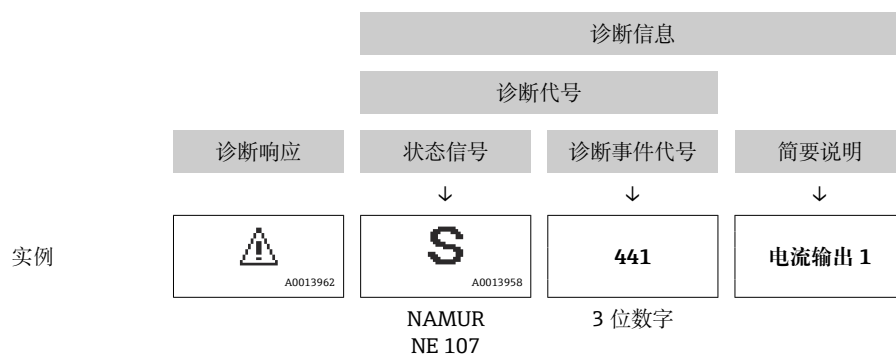 诊断信息
诊断代号
诊断响应 状态信号 诊断事件代号 简要说明
↓ ↓ ↓
实例 S 441 电流输出 1
A0013962 A0013958
NAMUR 3 位数字
NE 107